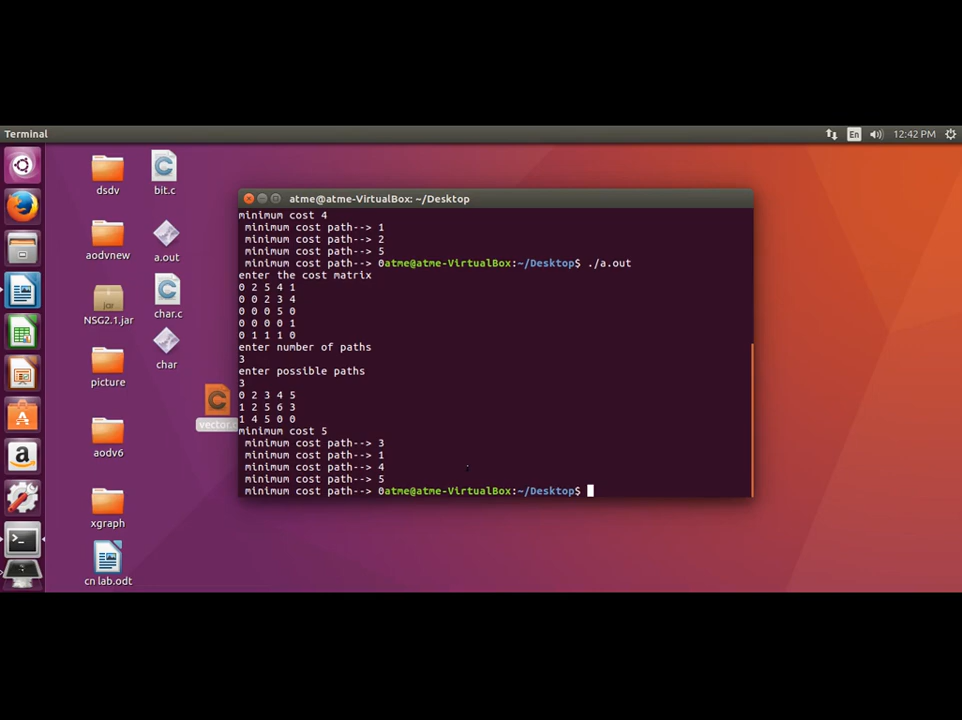 Terminal
En
12:42 PM
dsdv
bit.c
aodvnew
a.out
jar
NSG2.1.jar
char.c
picture
char
vector.c
aodv6
xgraph
cn lab.odt
atme@atme-VirtualBox: ~/Desktop
minimum cost 4
minimum cost path--> 1
minimum cost path--> 2
minimum cost path--> 5
minimum cost path--> 0atme@atme-VirtualBox:~/Desktop$ ./a.out
enter the cost matrix
0 2 5 4 1
0 0 2 3 4
0 0 0 5 0
0 0 0 0 1
0 1 1 1 0
enter number of paths
3
enter possible paths
3
0 2 3 4 5
1 2 5 6 3
1 4 5 0 0
minimum cost 5
minimum cost path--> 3
minimum cost path--> 1
minimum cost path--> 4
minimum cost path--> 5
minimum cost path--> 0atme@atme-VirtualBox:~/Desktop$